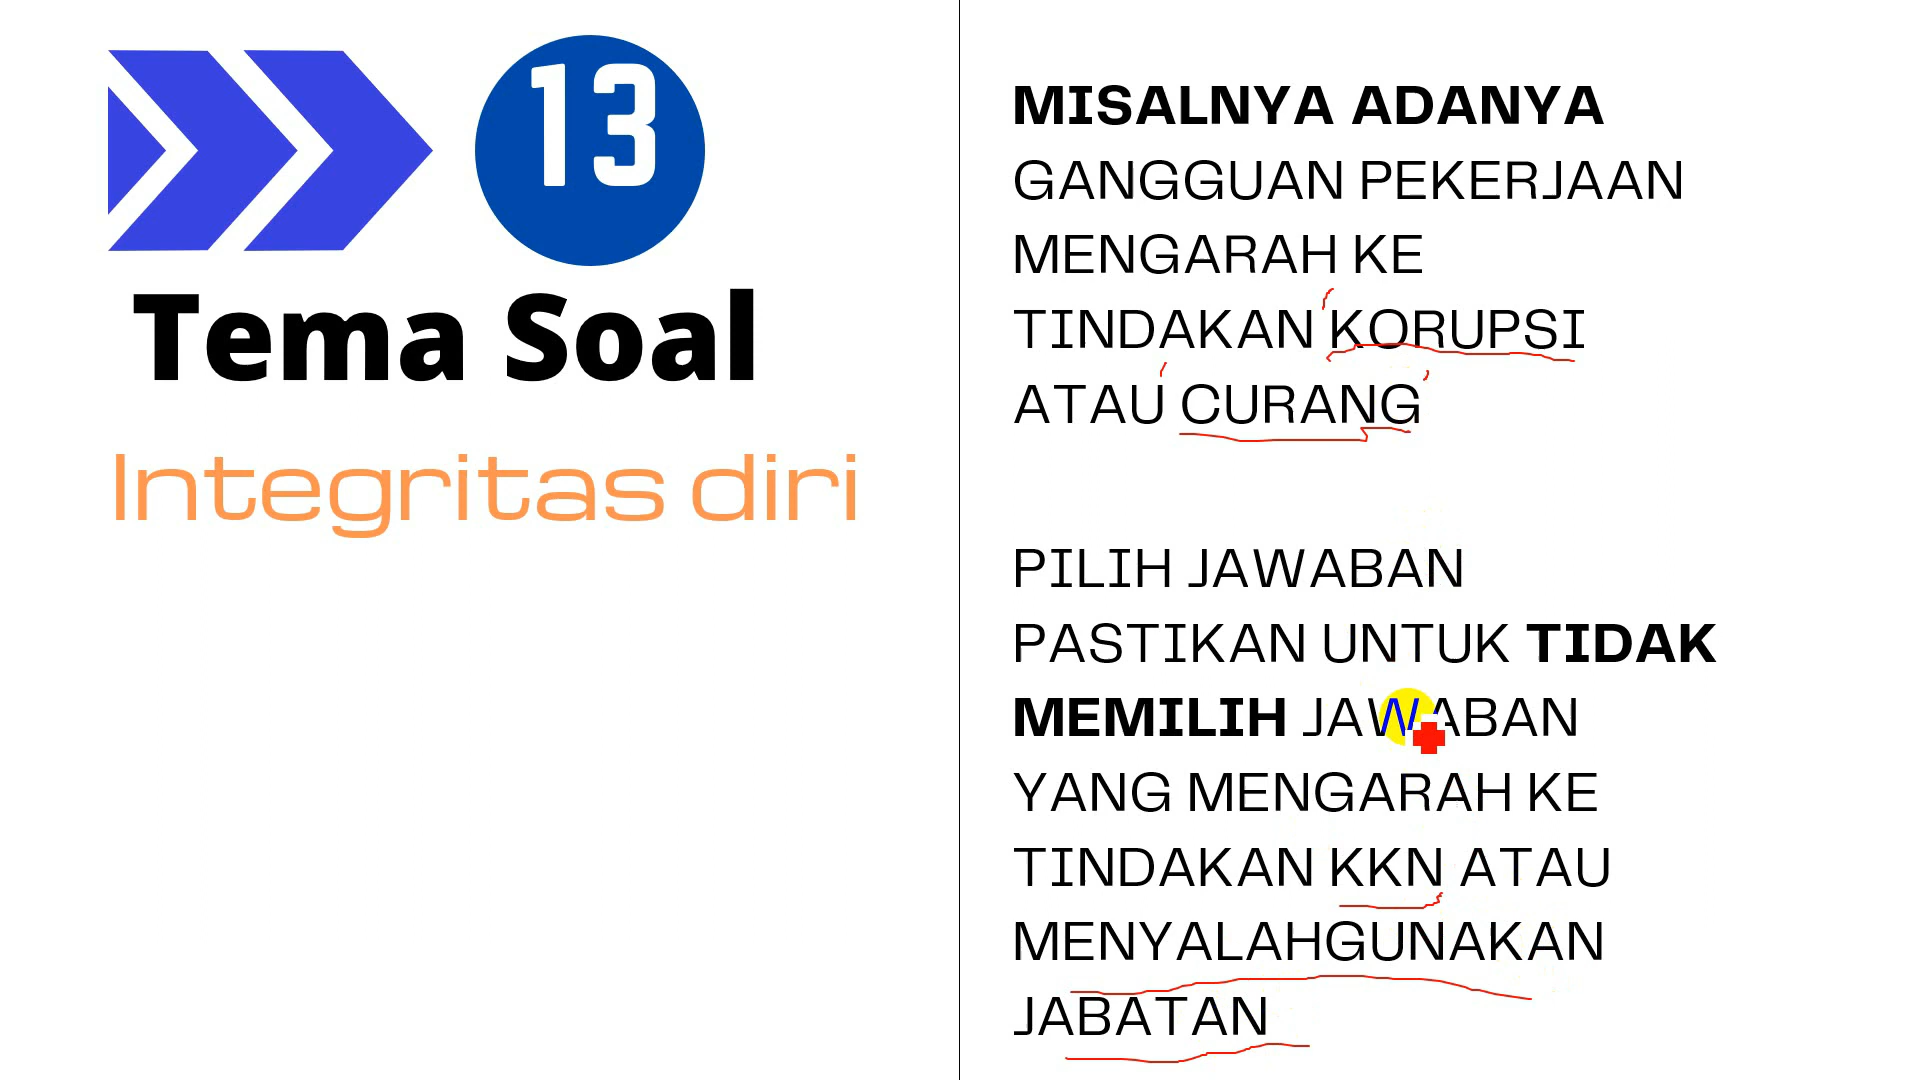 13
Tema Soal
Integritas diri
MISALNYA ADANYA
GANGGUAN PEKERJAAN
MENGARAH KE
TINDAKAN KORUPSI
ATAU CURANG
PILIH JAWABAN
PASTIKAN UNTUK TIDAK
MEMILIH JAWABAN
YANG MENGARAH KE
TINDAKAN KKN ATAU
MENYALAHGUNAKAN
JABATAN